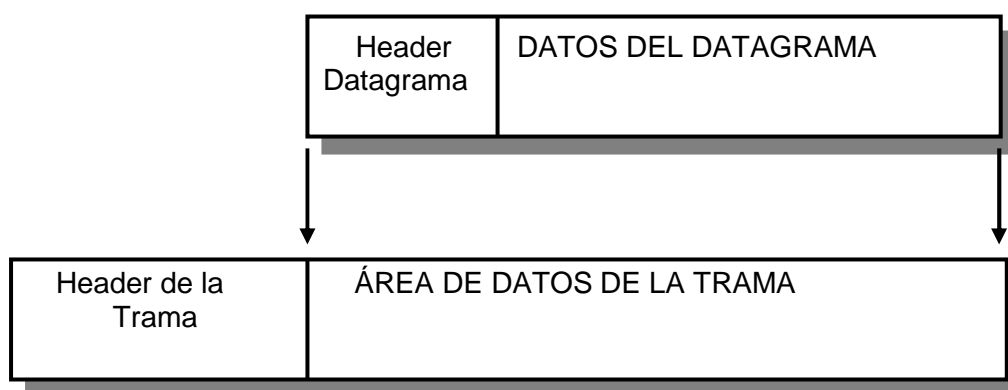 Header
Datagrama
DATOS DEL DATAGRAMA
Header de la
Trama
ÁREA DE DATOS DE LA TRAMA